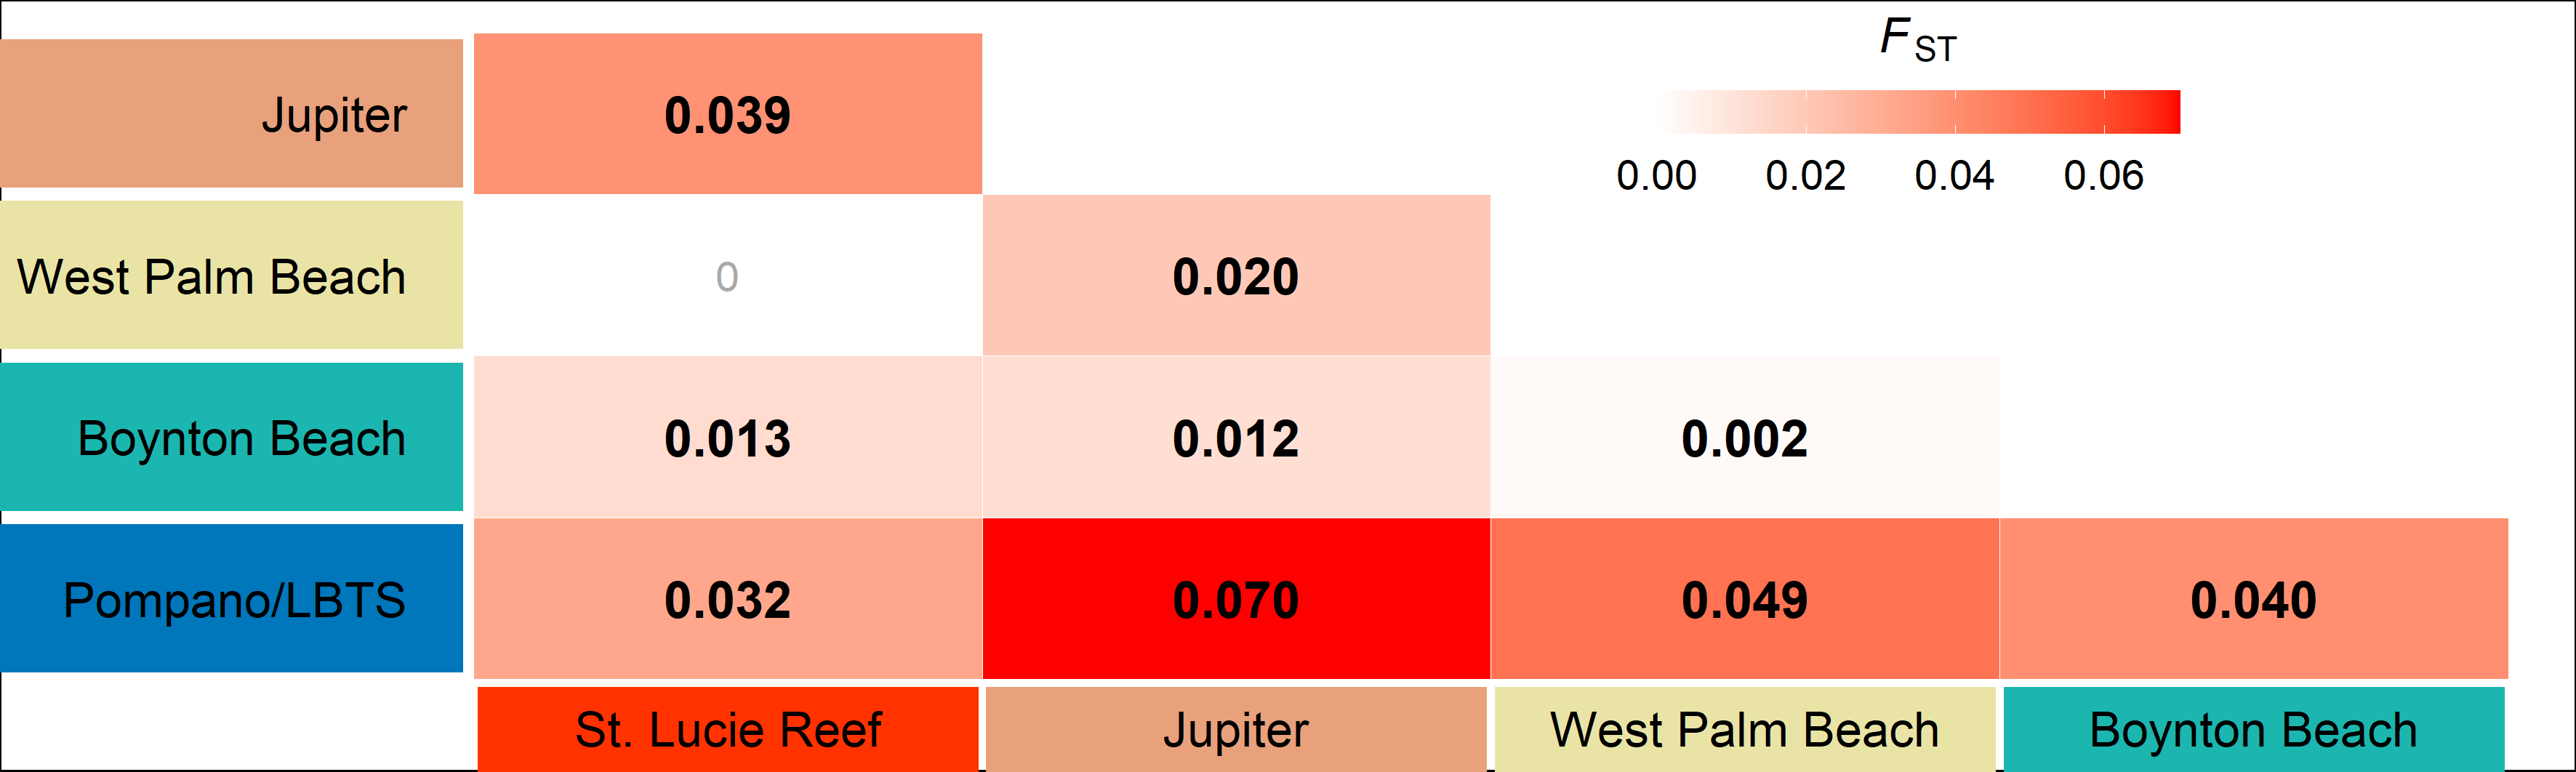 FST
0.00 0.02 0.04 0.06
Jupiter 0.039
West Palm Beach 0 0.020
Boynton Beach 0.013 0.012 0.002
Pompano/LBTS 0.032 0.070 0.049 0.040
St. Lucie Reef Jupiter West Palm Beach Boynton Beach